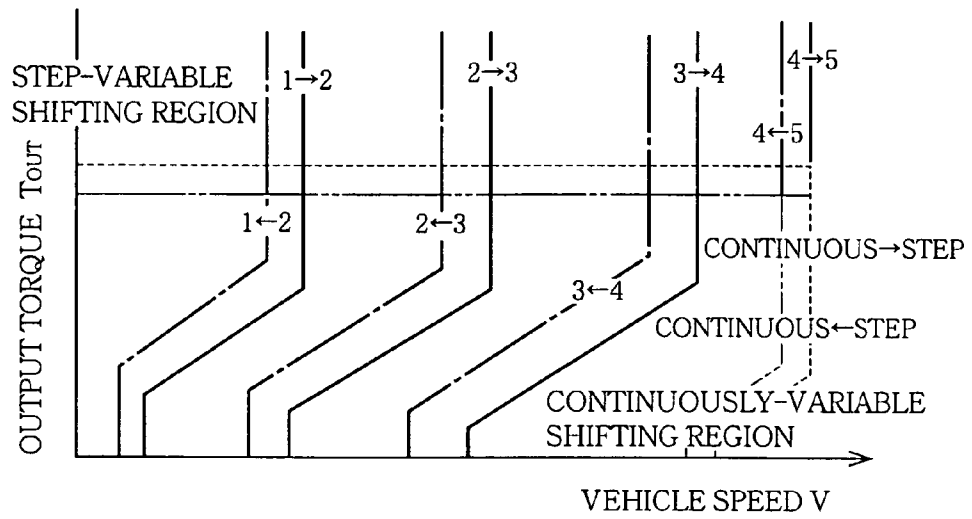 STEP-VARIABLE
SHIFTING REGION
1→2
2→3
3→4
4→5
4←5
1←2
2←3
3←4
CONTINUOUS→STEP
CONTINUOUS←STEP
CONTINUOUSLY-VARIABLE
SHIFTING REGION
OUTPUT TORQUE TOUT
VEHICLE SPEED V